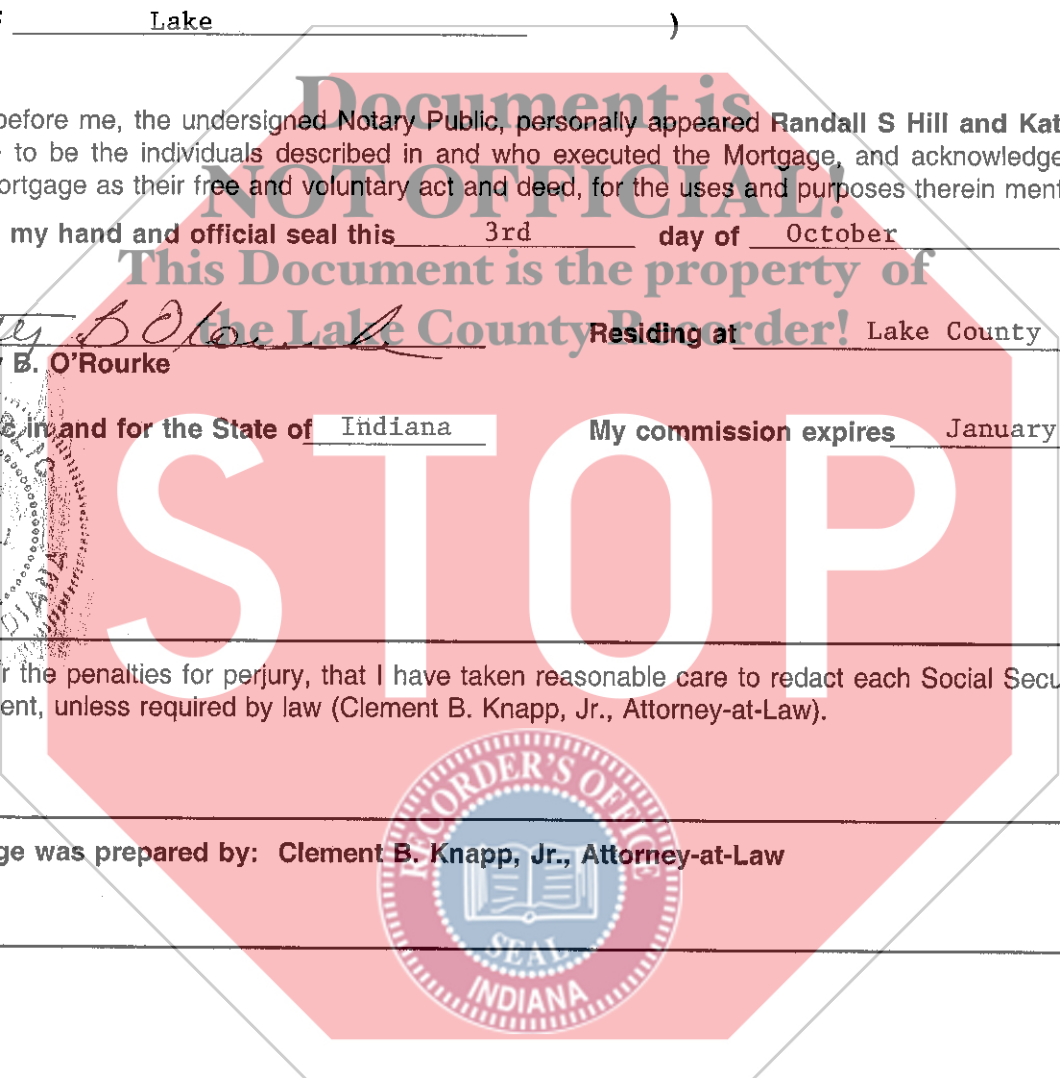 Lake )
Document is
before me, the undersigned Notary Public, personally appeared Randall S Hill and Kat
to be the individuals described in and who executed the Mortgage, and acknowledge
ortgage as their free and voluntary act and deed, for the uses and purposes therein ment
NOT OFFICIAL!
my hand and official seal this 3rd day of October
This Document is the property of
the Lake County Recorder!
Residing at Lake County
B. O'Rourke
in and for the State of Indiana My commission expires January
STOP
r the penalties for perjury, that I have taken reasonable care to redact each Social Secu
ent, unless required by law (Clement B. Knapp, Jr., Attorney-at-Law).
RECORDER'S OFFICE
ge was prepared by: Clement B. Knapp, Jr., Attorney-at-Law
SEAL
INDIANA